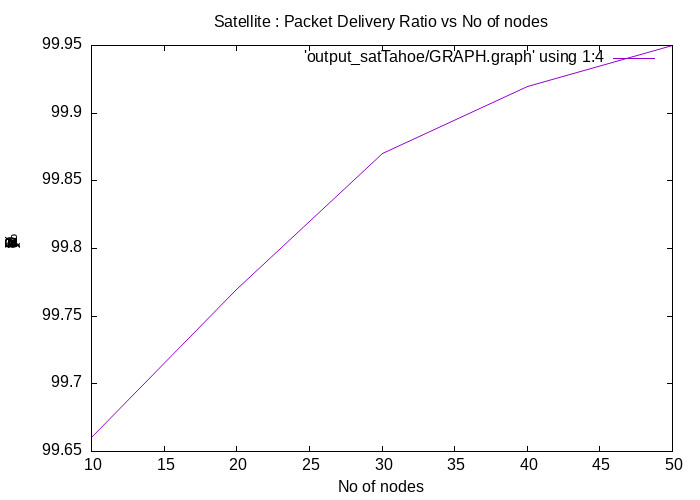 Satellite : Packet Delivery Ratio vs No of nodes
'output_satTahoe/GRAPH.graph' using 1:4
99.95
99.9
99.85
99.8
99.75
99.7
99.65
10 15 20 25 30 35 40 45 50
No of nodes